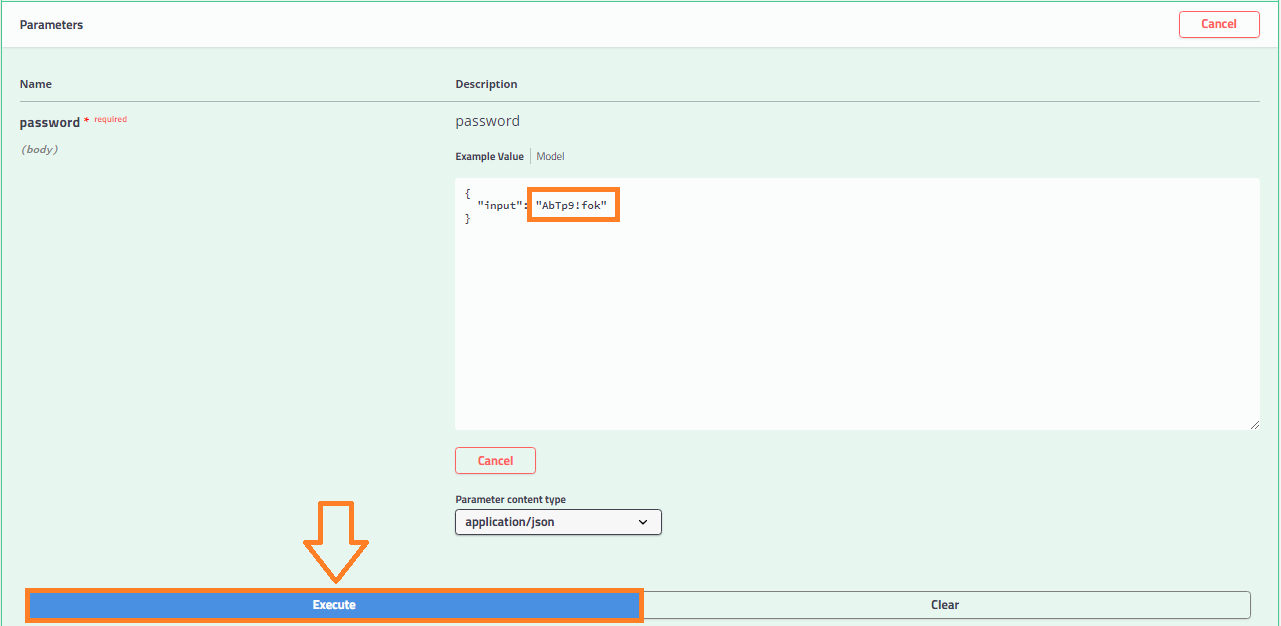 Parameters Cancel
Name Description
password * required password
(body)
Example Value Model
{
"input": "AbTp9!fok"
}
Cancel
Parameter content type
application/json
Execute Clear